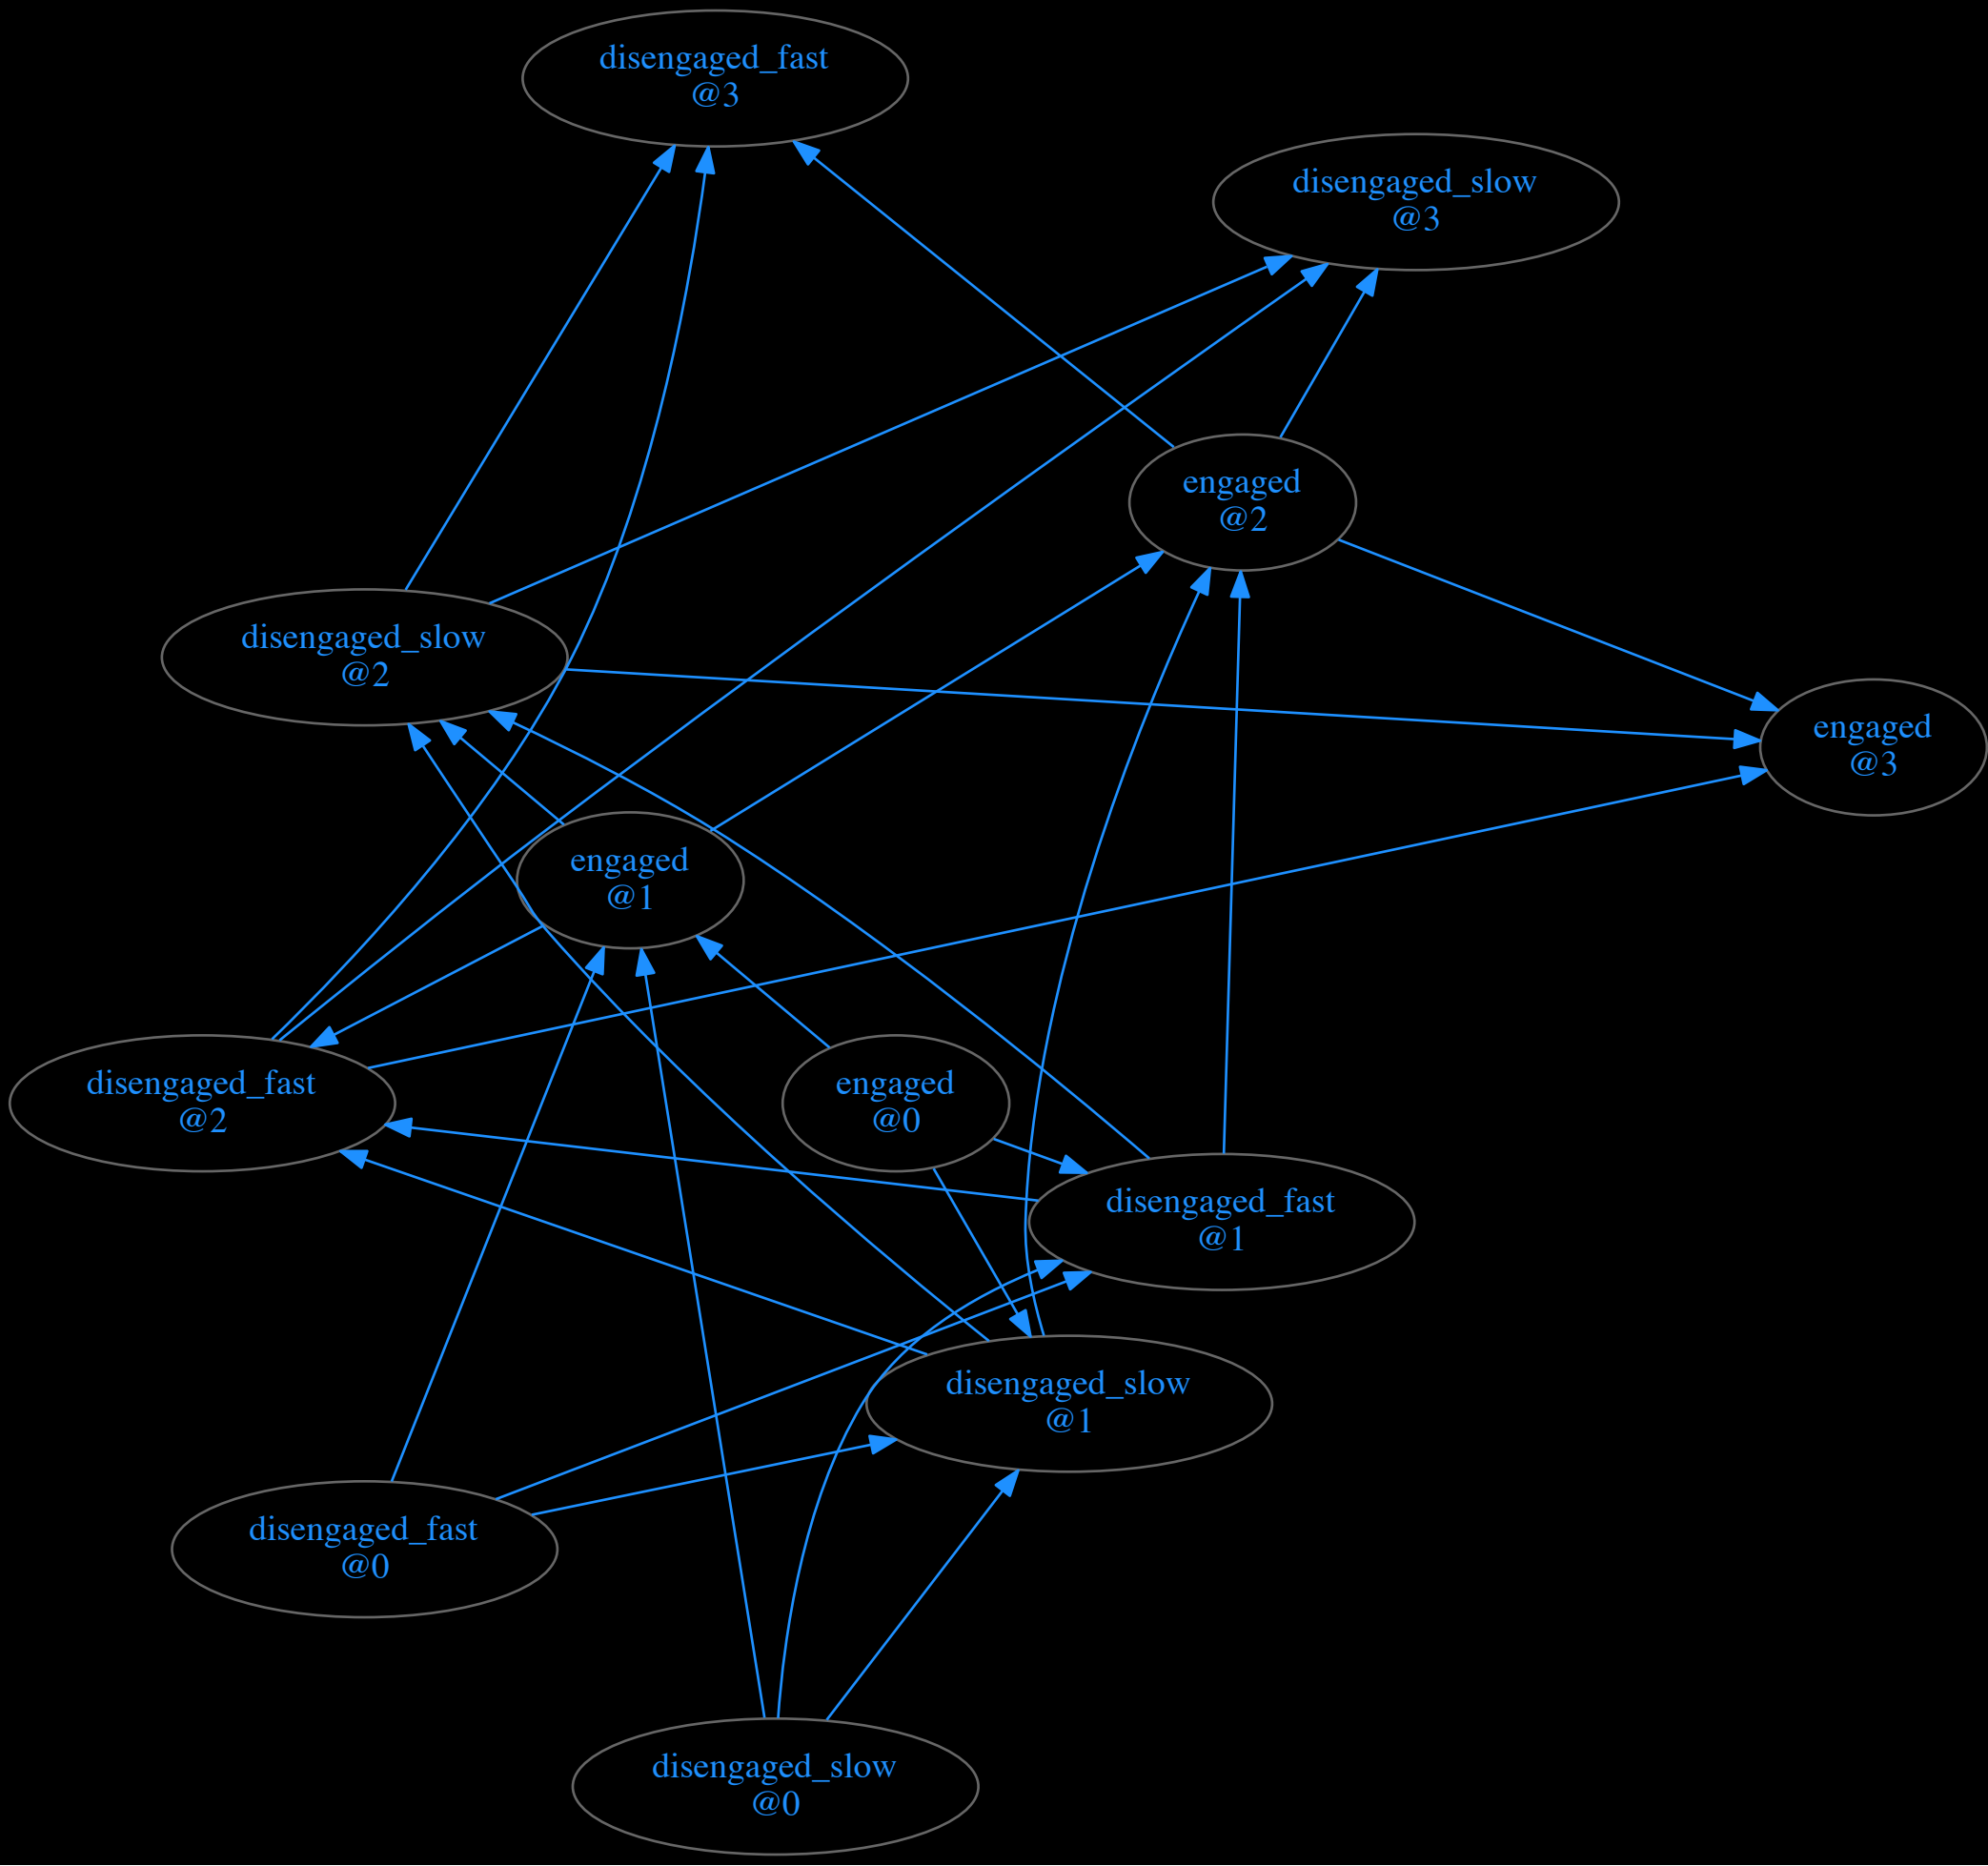 disengaged_fast
@3
disengaged_slow
@3
engaged
@2
disengaged_slow
@2
engaged
@3
engaged
@1
disengaged_fast
@2
engaged
@0
disengaged_fast
@1
disengaged_slow
@1
disengaged_fast
@0
disengaged_slow
@0